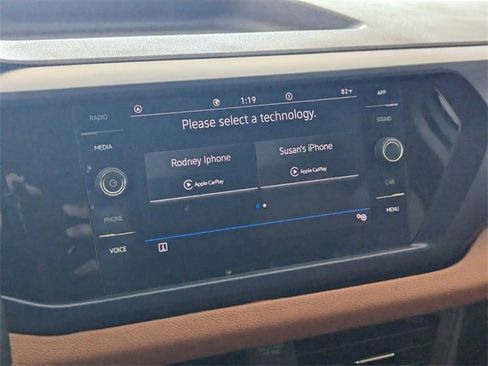 RADIO
MEDIA
PHONE
VOICE
1:19
82°F
Please select a technology.
Rodney Iphone
Apple CarPlay
Susan's iPhone
Apple CarPlay
APP
SOUND
CAR
MENU